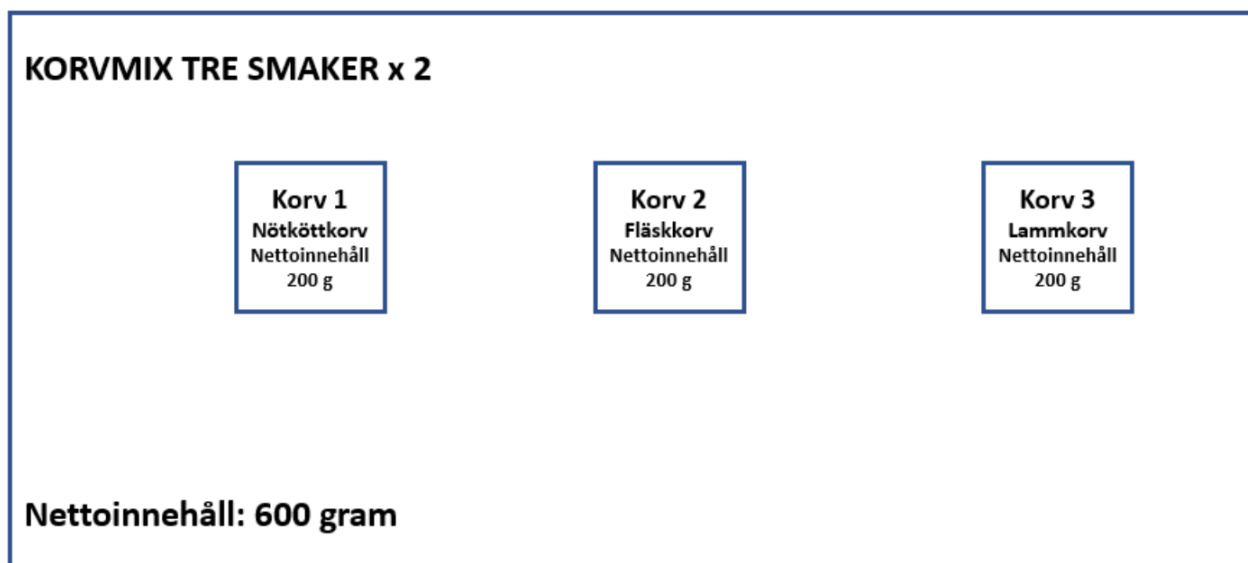 KORVMIX TRE SMAKER x 2
Korv 1
Nötköttkorv
Nettoinnehåll
200 g
Korv 2
Fläskkorv
Nettoinnehåll
200 g
Korv 3
Lammkorv
Nettoinnehåll
200 g
Nettoinnehåll: 600 gram